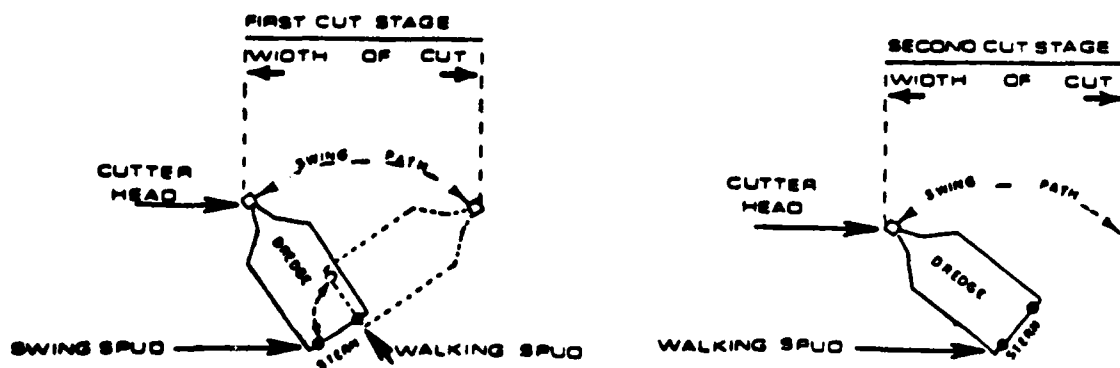 FIRST CUT STAGE
WIDTH OF CUT
SWING PATH
CUTTER
HEAD
DREDGE
SWING SPUD
STERN
WALKING SPUD
SECOND CUT STAGE
WIDTH OF CUT
SWING PATH
CUTTER
HEAD
DREDGE
WALKING SPUD
STERN